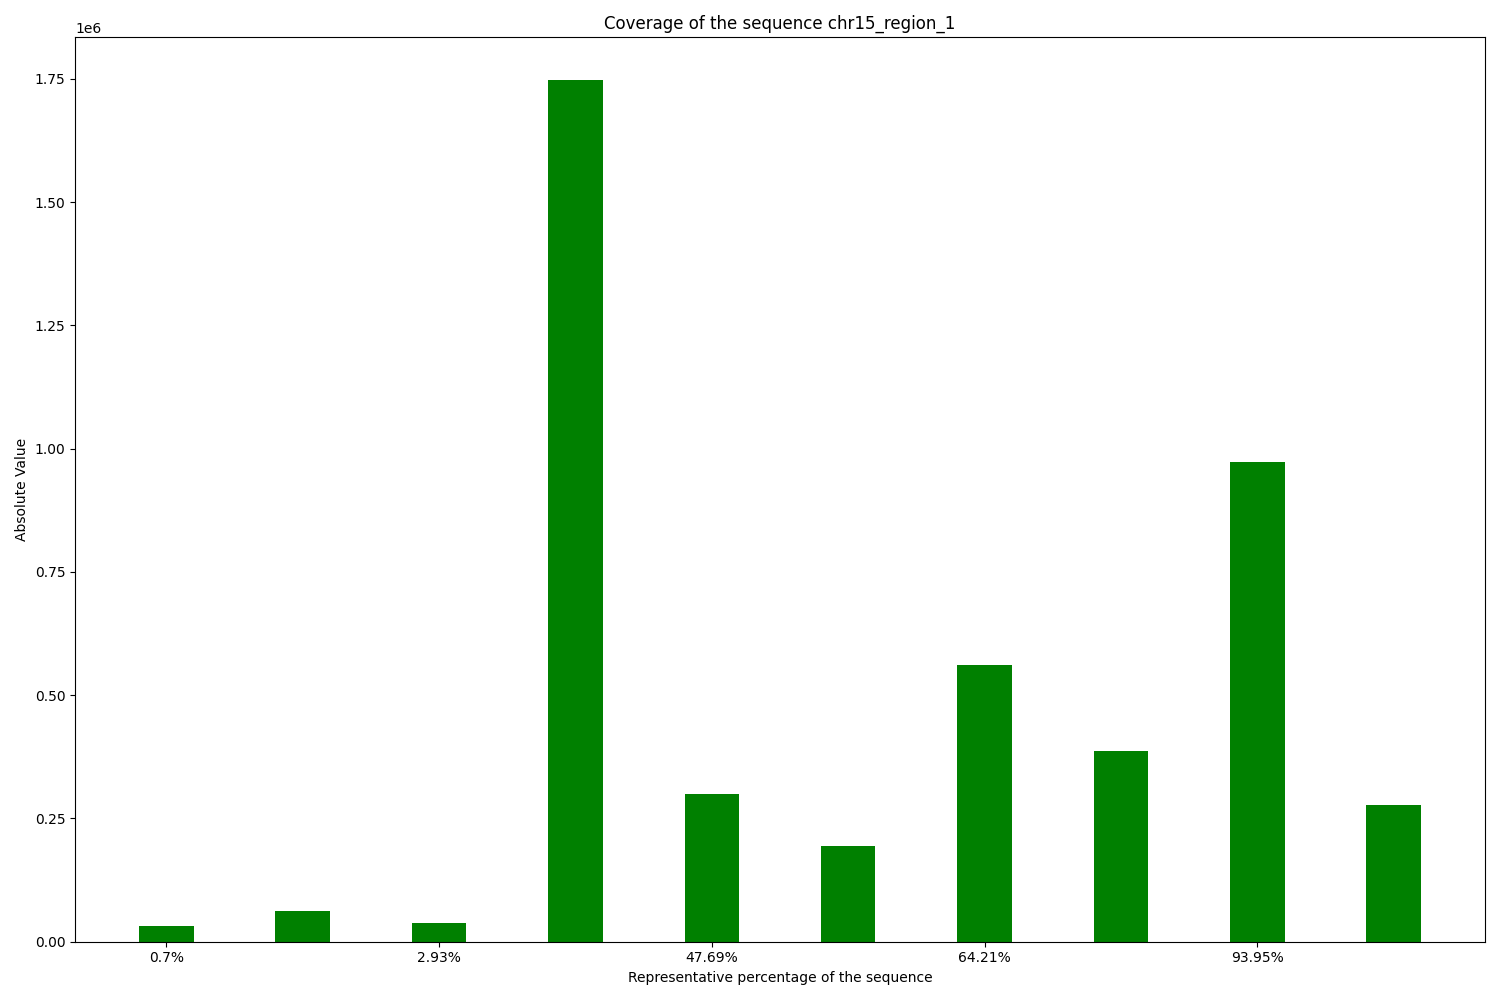 Coverage of the sequence chr15_region_1
1e6
1.75
1.50
1.25
1.00
0.75
0.50
0.25
0.00
Absolute Value
0.7% 2.93% 47.69% 64.21% 93.95%
Representative percentage of the sequence